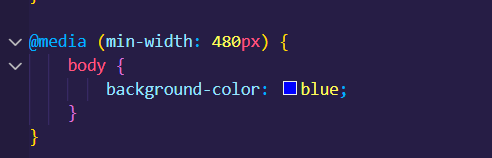 @media (min-width: 480px) {
body {
background-color: blue;
}
}